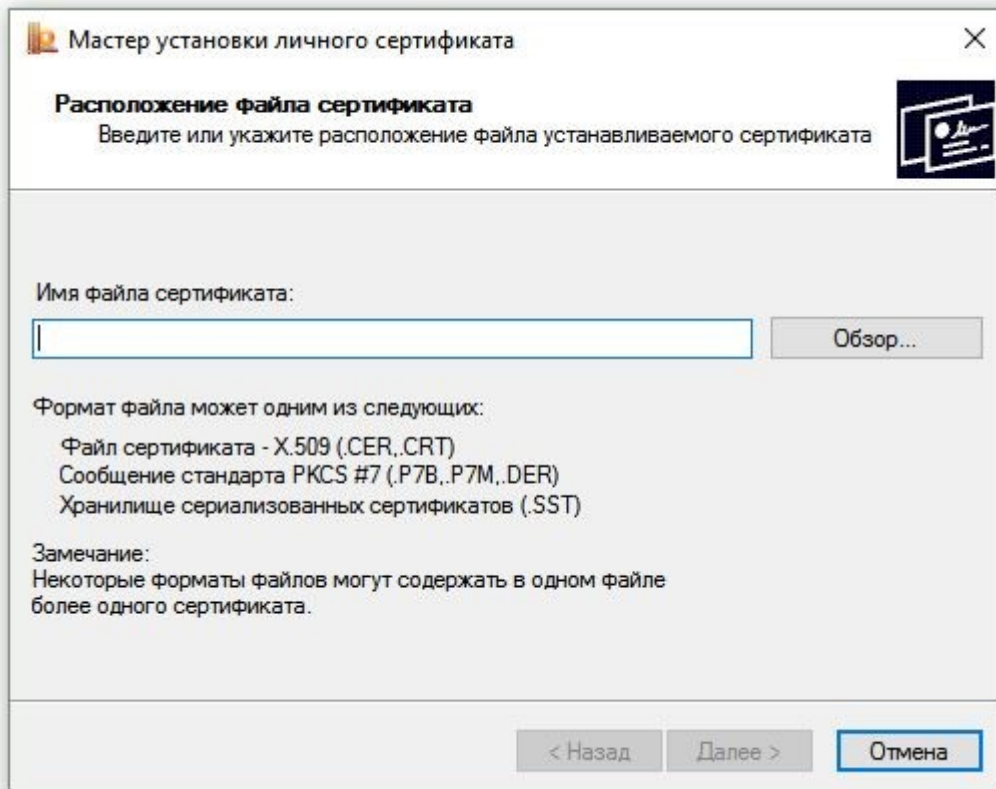 Мастер установки личного сертификата
Расположение файла сертификата
Введите или укажите расположение файла устанавливаемого сертификата
Имя файла сертификата:
Обзор...
Формат файла может одним из следующих:
Файл сертификата - X.509 (.CER,.CRT)
Сообщение стандарта PKCS #7 (.P7B,.P7M,.DER)
Хранилище сериализованных сертификатов (.SST)
Замечание:
Некоторые форматы файлов могут содержать в одном файле
более одного сертификата.
< Назад
Далее >
Отмена